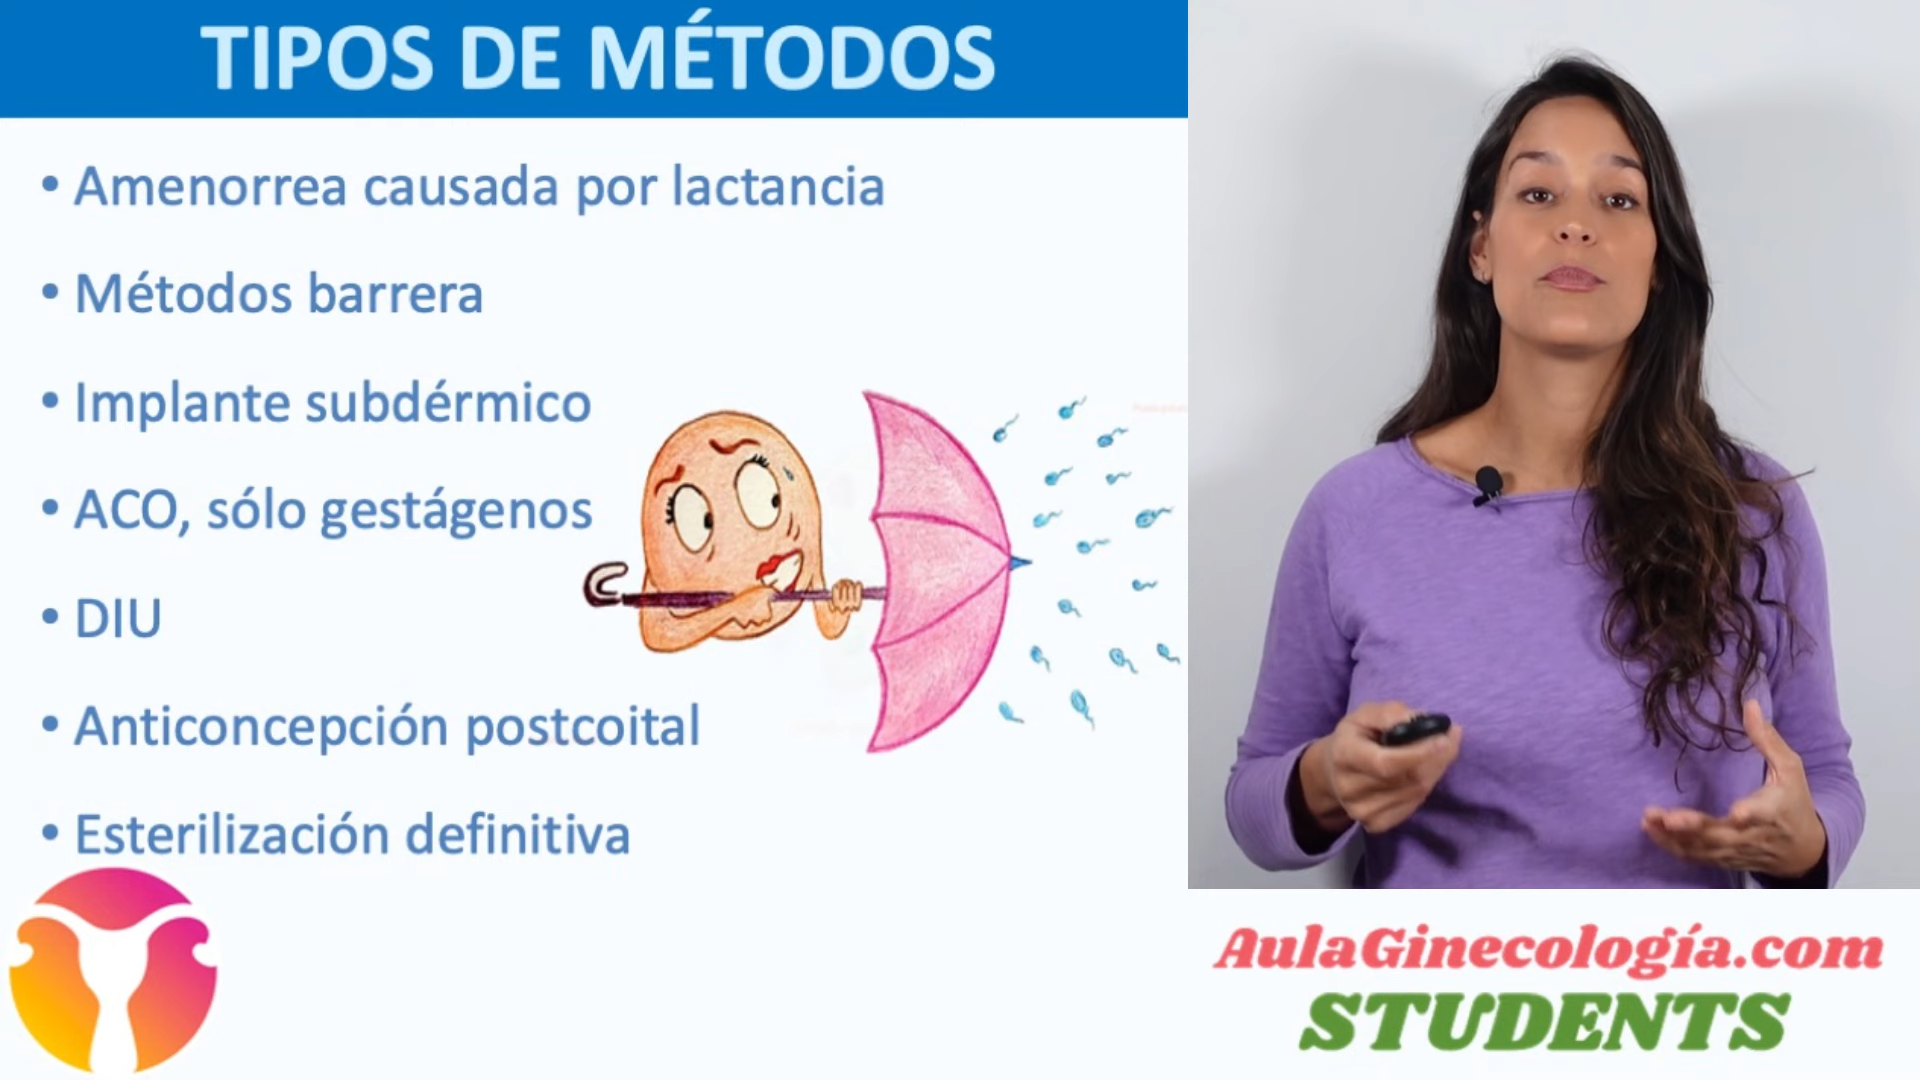 TIPOS DE MÉTODOS
• Amenorrea causada por lactancia
• Métodos barrera
• Implante subdérmico
• ACO, sólo gestágenos
• DIU
• Anticoncepción postcoital
• Esterilización definitiva
AulaGinecología.com
STUDENTS